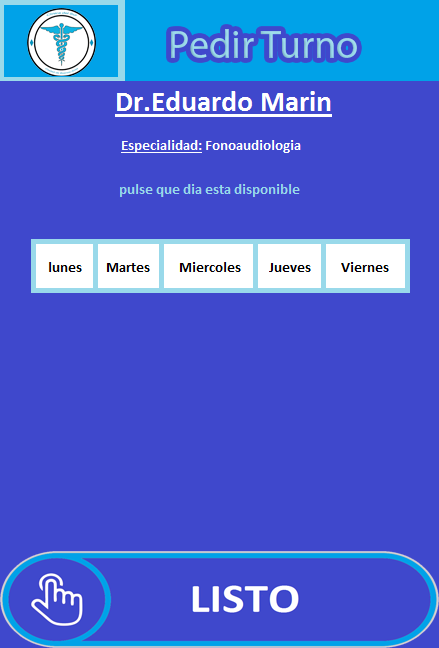 Pedir Turno
Dr.Eduardo Marin
Especialidad: Fonoaudiologia
pulse que dia esta disponible
lunes Martes Miercoles Jueves Viernes
LISTO